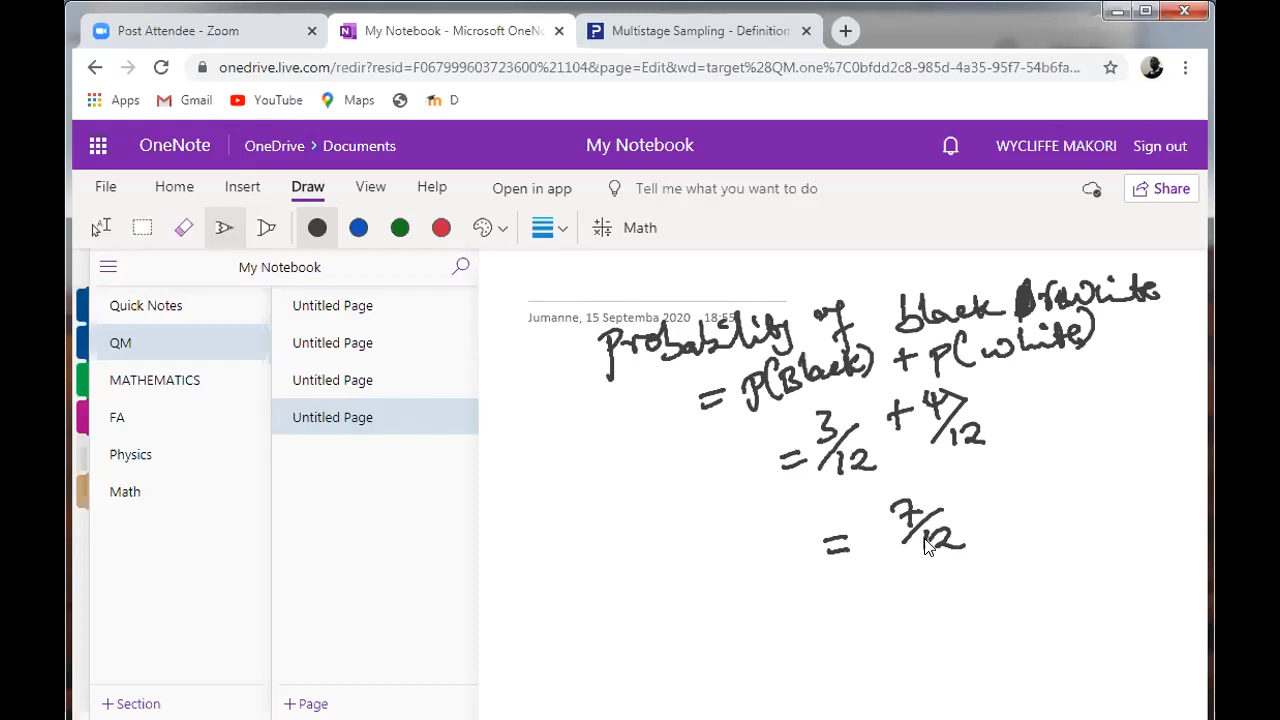 Post Attendee - Zoom
My Notebook - Microsoft OneNo
Multistage Sampling - Definition
onedrive.live.com/redir?resid=F067999603723600%21104&page=Edit&wd=target%28QM.one%7C0bfdd2c8-985d-4a35-95f7-54b6fa...
Apps Gmail YouTube Maps D
OneNote OneDrive > Documents My Notebook WYCLIFFE MAKORI Sign out
File Home Insert Draw View Help Open in app Tell me what you want to do Share
Math
My Notebook
Quick Notes
QM
MATHEMATICS
FA
Physics
Math
+ Section
Untitled Page
Untitled Page
Untitled Page
Untitled Page
+ Page
Jumanne, 15 Septemba 2020 18:55
Probability of black or white
= P(Black) + P(white)
= 3/12 + 4/12
= 7/12